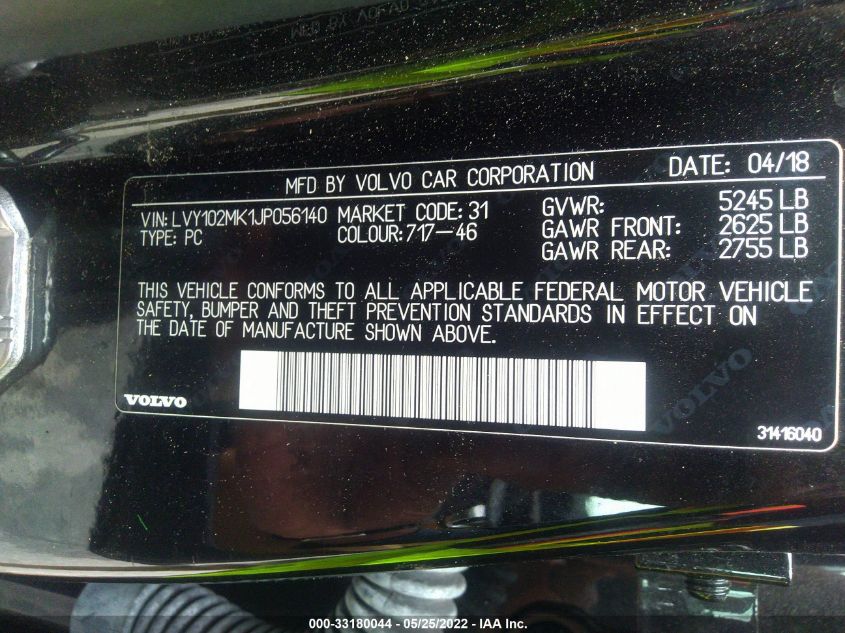 MFD BY VOLVO CAR CORPORATION DATE: 04/18
VIN: LVY102MK1JP056140 MARKET CODE: 31 GVWR: 5245 LB
TYPE: PC COLOUR: 717-46 GAWR FRONT: 2625 LB
GAWR REAR: 2755 LB
THIS VEHICLE CONFORMS TO ALL APPLICABLE FEDERAL MOTOR VEHICLE
SAFETY, BUMPER AND THEFT PREVENTION STANDARDS IN EFFECT ON
THE DATE OF MANUFACTURE SHOWN ABOVE.
VOLVO
VOLVO
31416040
000-33180044 - 05/25/2022 - IAA Inc.